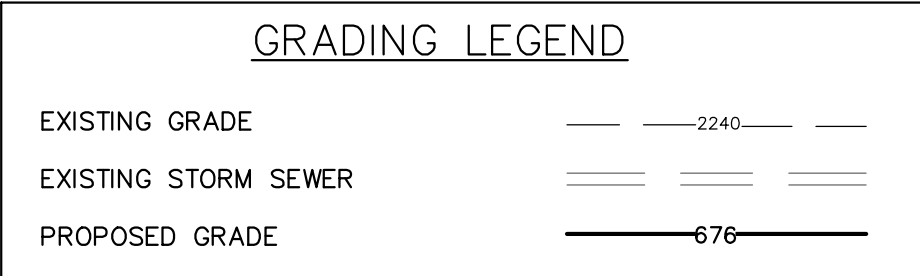 GRADING LEGEND
EXISTING GRADE 2240
EXISTING STORM SEWER
PROPOSED GRADE 676